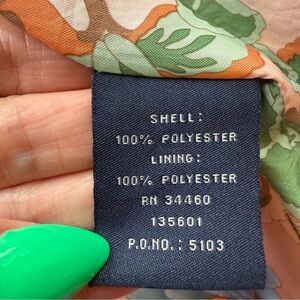 SHELL:
100% POLYESTER
LINING:
100% POLYESTER
RN 34460
135601
P.O.NO.: 5103